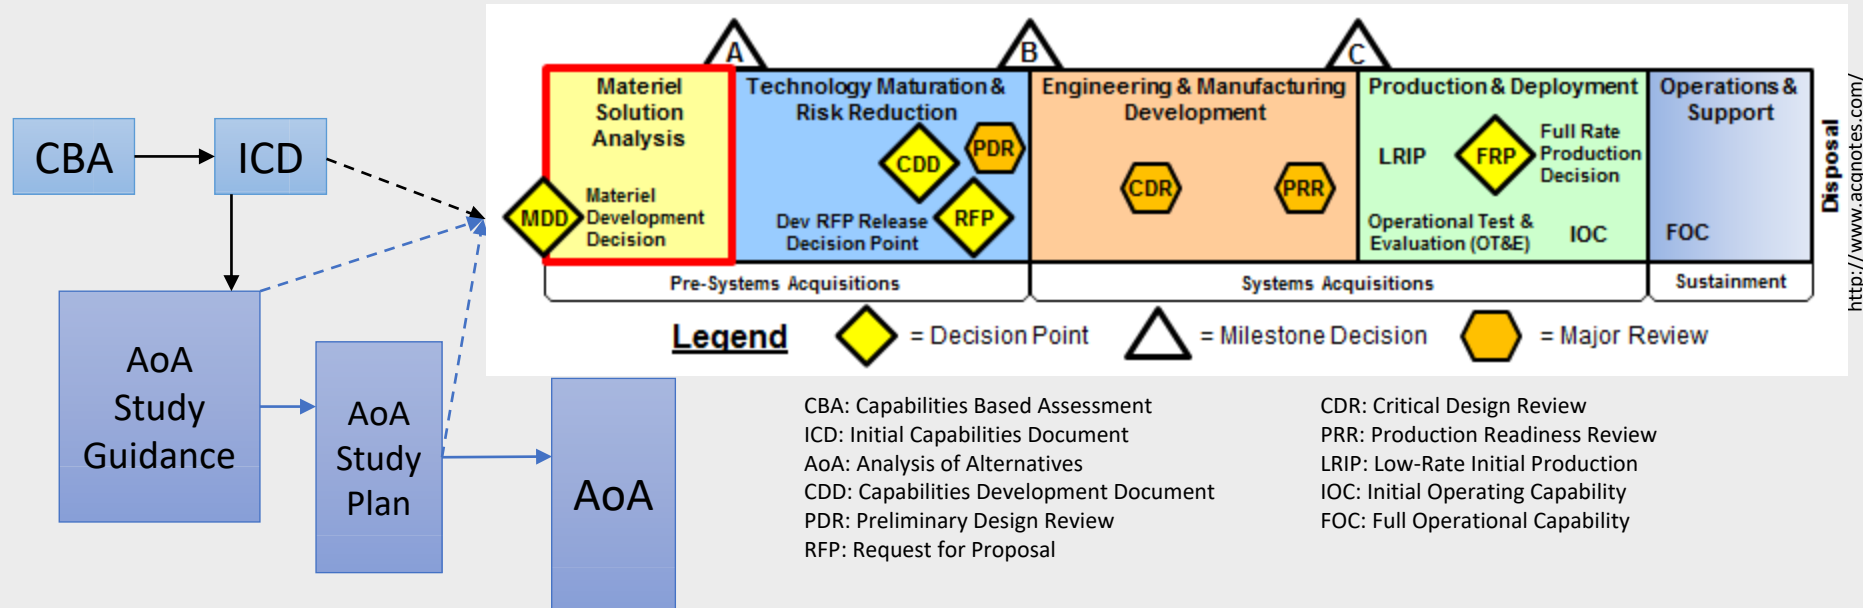 CBA
ICD
AoA
Study
Guidance
AoA
Study
Plan
AoA
A
B
C
Materiel
Solution
Analysis
MDD
Materiel
Development
Decision
Technology Maturation &
Risk Reduction
CDD
PDR
Dev RFP Release
Decision Point
RFP
Engineering & Manufacturing
Development
CDR
PRR
Production & Deployment
LRIP
FRP
Full Rate
Production
Decision
Operational Test &
Evaluation (OT&E)
IOC
Operations &
Support
FOC
Disposal
http://www.acqnotes.com/
Pre-Systems Acquisitions
Systems Acquisitions
Sustainment
Legend
= Decision Point
= Milestone Decision
= Major Review
CBA: Capabilities Based Assessment
ICD: Initial Capabilities Document
AoA: Analysis of Alternatives
CDD: Capabilities Development Document
PDR: Preliminary Design Review
RFP: Request for Proposal
CDR: Critical Design Review
PRR: Production Readiness Review
LRIP: Low-Rate Initial Production
IOC: Initial Operating Capability
FOC: Full Operational Capability